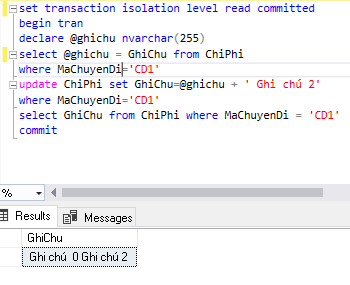 set transaction isolation level read committed
begin tran
declare @ghichu nvarchar(255)
select @ghichu = GhiChu from ChiPhi
where MaChuyenDi='CD1'
update ChiPhi set GhiChu=@ghichu + ' Ghi chú 2'
where MaChuyenDi='CD1'
select GhiChu from ChiPhi where MaChuyenDi = 'CD1'
commit
%
Results Messages
GhiChu
Ghi chú 0 Ghi chú 2